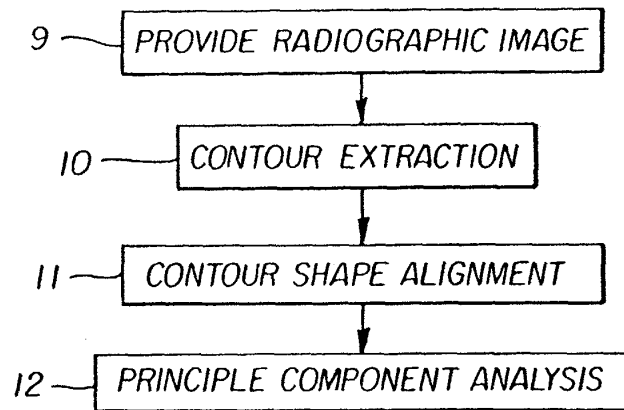 9 PROVIDE RADIOGRAPHIC IMAGE
10 CONTOUR EXTRACTION
11 CONTOUR SHAPE ALIGNMENT
12 PRINCIPLE COMPONENT ANALYSIS